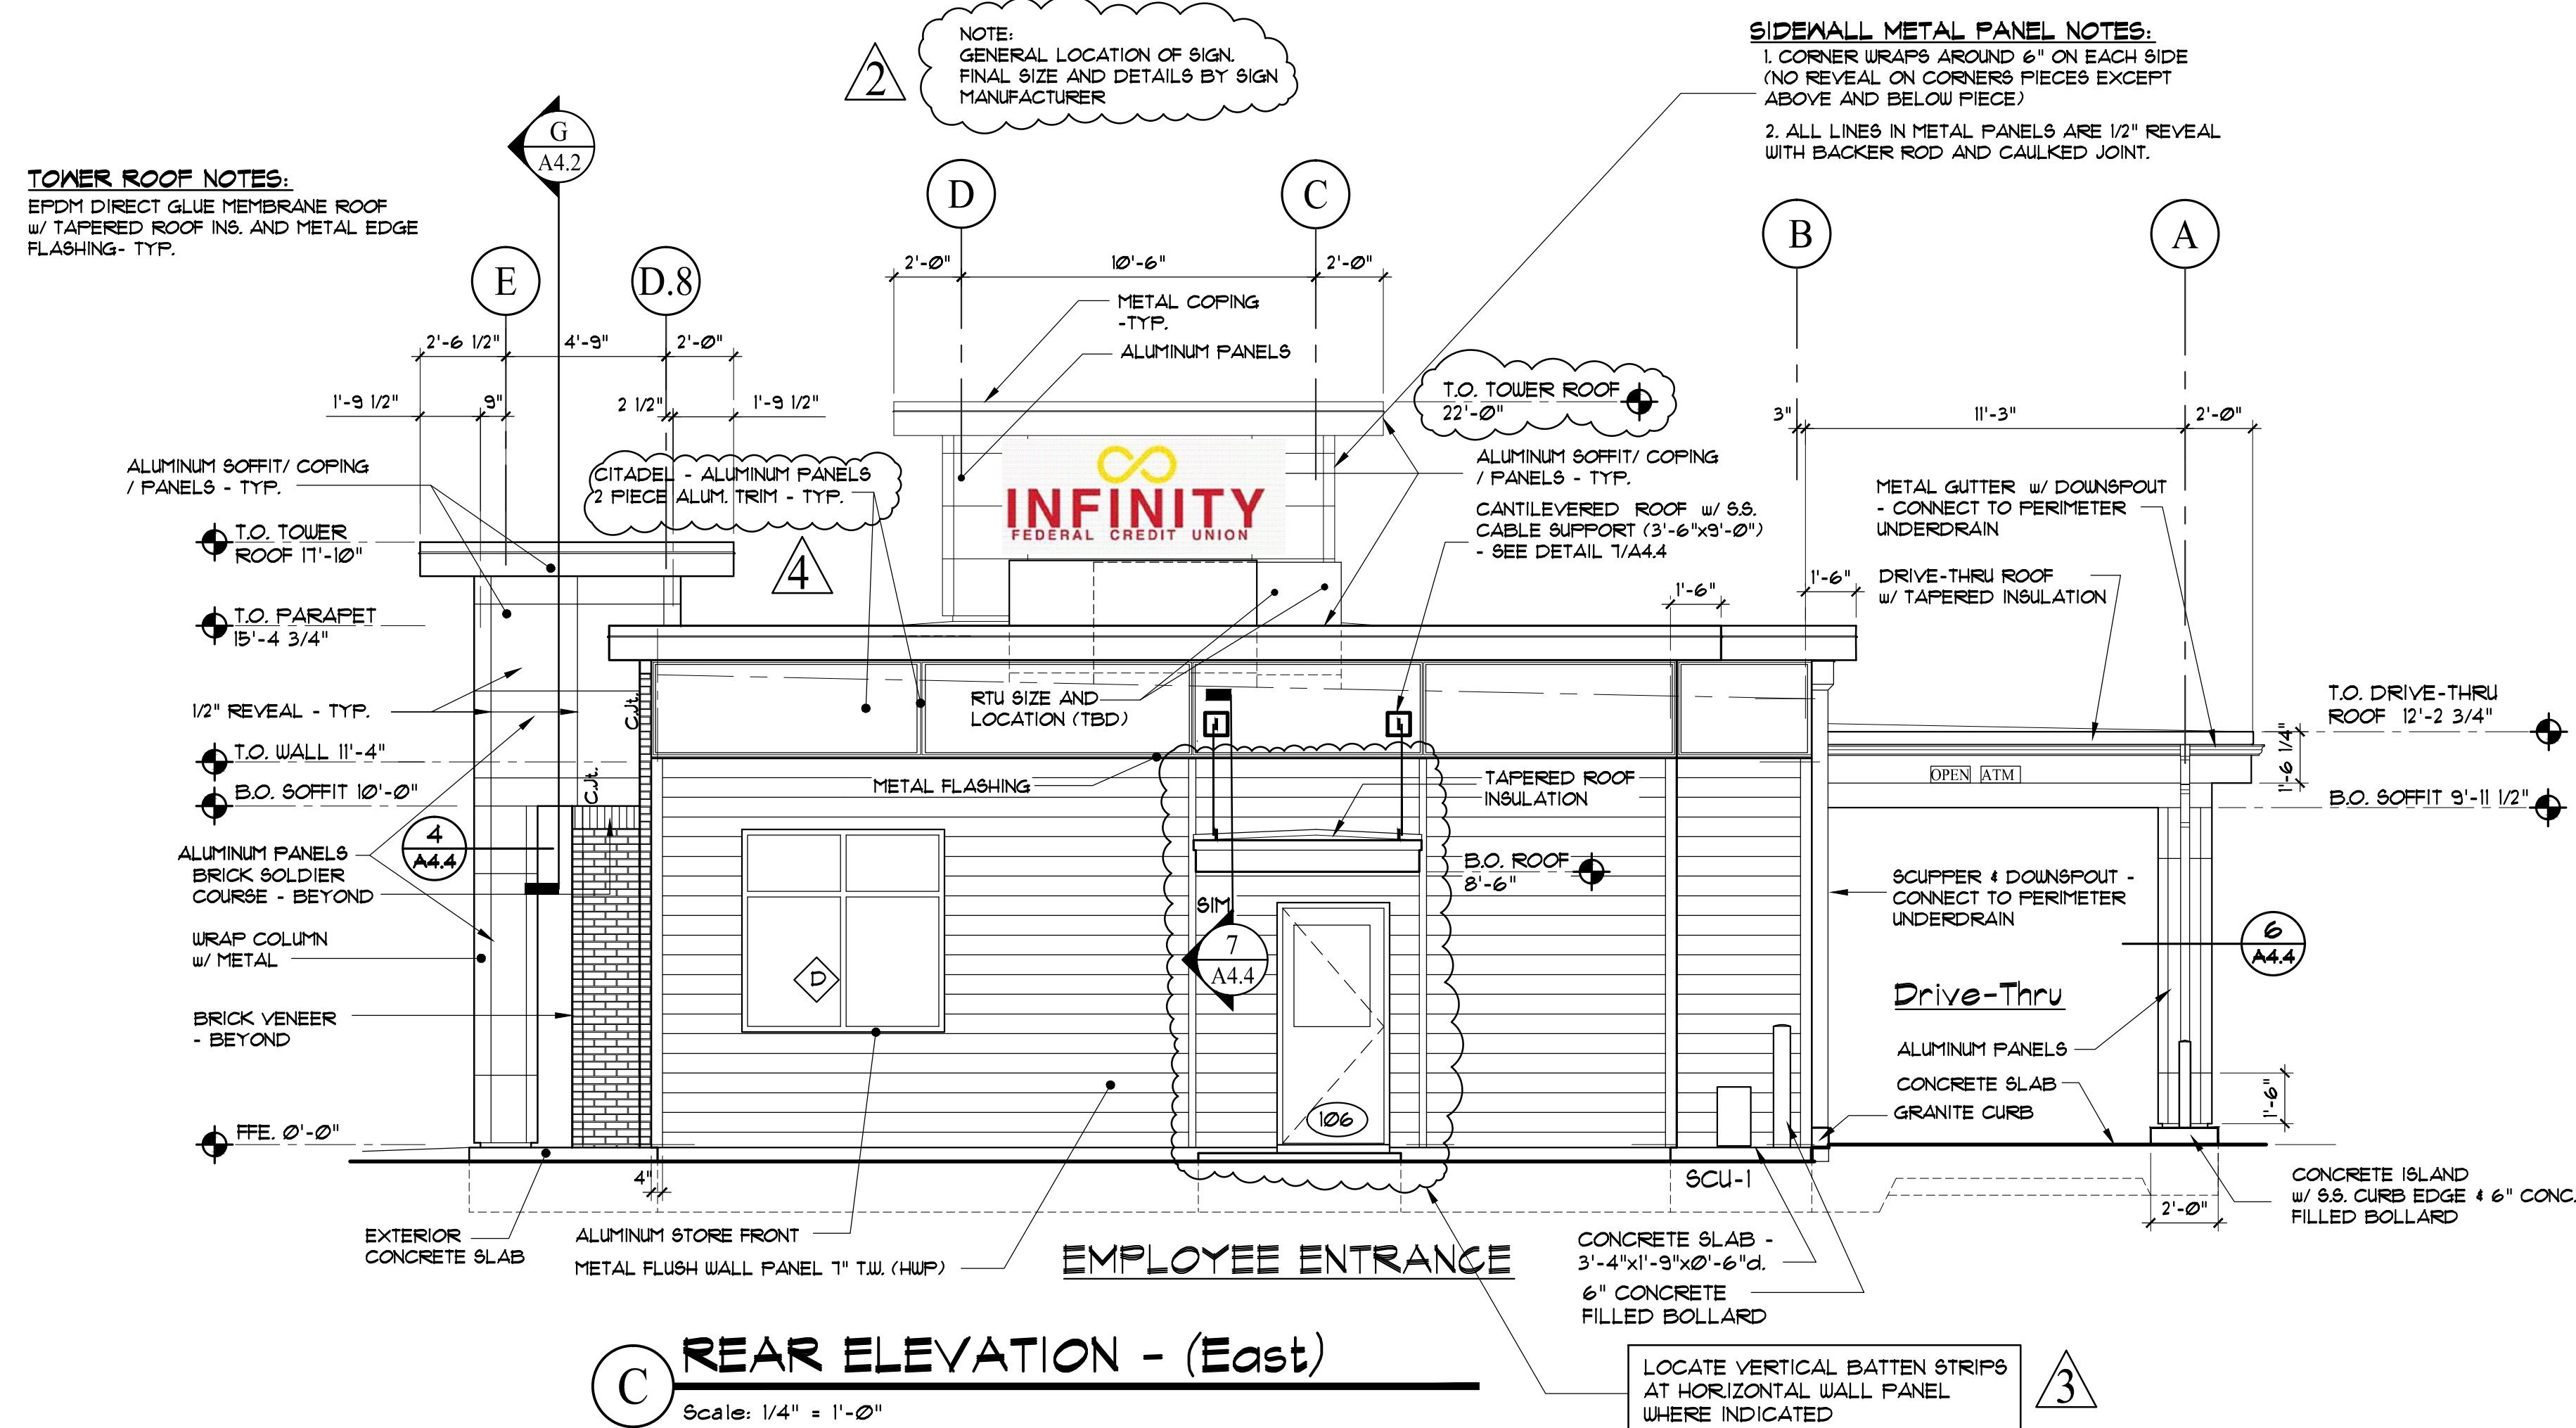 NOTE:
GENERAL LOCATION OF SIGN.
FINAL SIZE AND DETAILS BY SIGN
MANUFACTURER
2
SIDEWALL METAL PANEL NOTES:
1. CORNER WRAPS AROUND 6" ON EACH SIDE
(NO REVEAL ON CORNERS PIECES EXCEPT
ABOVE AND BELOW PIECE)
2. ALL LINES IN METAL PANELS ARE 1/2" REVEAL
WITH BACKER ROD AND CAULKED JOINT.
G
A4.2
TOWER ROOF NOTES:
EPDM DIRECT GLUE MEMBRANE ROOF
w/ TAPERED ROOF INS. AND METAL EDGE
FLASHING- TYP.
E
D.8
D
C
B
A
2'-0"
10'-6"
2'-0"
METAL COPING
-TYP.
ALUMINUM PANELS
2'-6 1/2"
4'-9"
2'-0"
1'-9 1/2"
9"
2 1/2"
1'-9 1/2"
T.O. TOWER ROOF
22'-0"
3"
11'-3"
2'-0"
ALUMINUM SOFFIT/ COPING
/ PANELS - TYP.
CITADEL - ALUMINUM PANELS
2 PIECE ALUM. TRIM - TYP.
4
INFINITY
FEDERAL CREDIT UNION
ALUMINUM SOFFIT/ COPING
/ PANELS - TYP.
CANTILEVERED ROOF w/ S.S.
CABLE SUPPORT (3'-6"x9'-0")
- SEE DETAIL 7/A4.4
METAL GUTTER w/ DOWNSPOUT
- CONNECT TO PERIMETER
UNDERDRAIN
DRIVE-THRU ROOF
w/ TAPERED INSULATION
1'-6"
1'-6"
T.O. TOWER
ROOF 17'-10"
T.O. PARAPET
15'-4 3/4"
1/2" REVEAL - TYP.
T.O. WALL 11'-4"
B.O. SOFFIT 10'-0"
C.Jt.
C.Jt.
RTU SIZE AND
LOCATION (TBD)
METAL FLASHING
TAPERED ROOF
INSULATION
OPEN
ATM
T.O. DRIVE-THRU
ROOF 12'-2 3/4"
1'-6 1/4"
B.O. SOFFIT 9'-11 1/2"
4
A4.4
ALUMINUM PANELS
BRICK SOLDIER
COURSE - BEYOND
WRAP COLUMN
w/ METAL
BRICK VENEER
- BEYOND
FFE. 0'-0"
D
B.O. ROOF
8'-6"
SIM
7
A4.4
106
SCUPPER & DOWNSPOUT -
CONNECT TO PERIMETER
UNDERDRAIN
6
A4.4
Drive-Thru
ALUMINUM PANELS
CONCRETE SLAB
GRANITE CURB
1'-6"
4"
SCU-1
2'-0"
CONCRETE ISLAND
w/ S.S. CURB EDGE & 6" CONC.
FILLED BOLLARD
EXTERIOR
CONCRETE SLAB
ALUMINUM STORE FRONT
METAL FLUSH WALL PANEL 7" T.W. (HWP)
EMPLOYEE ENTRANCE
CONCRETE SLAB -
3'-4"x1'-9"x0'-6"d.
6" CONCRETE
FILLED BOLLARD
C
REAR ELEVATION - (East)
Scale: 1/4" = 1'-0"
LOCATE VERTICAL BATTEN STRIPS
AT HORIZONTAL WALL PANEL
WHERE INDICATED
3